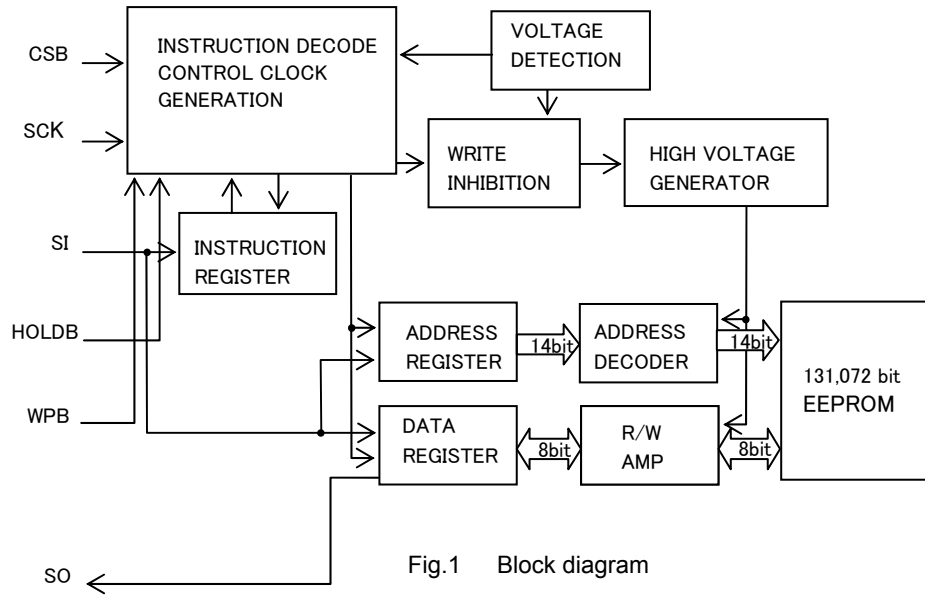 CSB
SCK
SI
HOLDB
WPB
SO
INSTRUCTION DECODE
CONTROL CLOCK
GENERATION
VOLTAGE
DETECTION
WRITE
INHIBITION
HIGH VOLTAGE
GENERATOR
INSTRUCTION
REGISTER
ADDRESS
REGISTER
14bit
ADDRESS
DECODER
14bit
131,072 bit
EEPROM
DATA
REGISTER
8bit
R/W
AMP
8bit
Fig.1 Block diagram